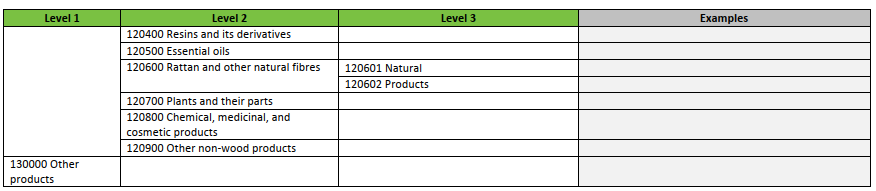 Level 1 Level 2 Level 3 Examples
120400 Resins and its derivatives
120500 Essential oils
120600 Rattan and other natural fibres 120601 Natural
120602 Products
120700 Plants and their parts
120800 Chemical, medicinal, and
cosmetic products
120900 Other non-wood products
130000 Other
products